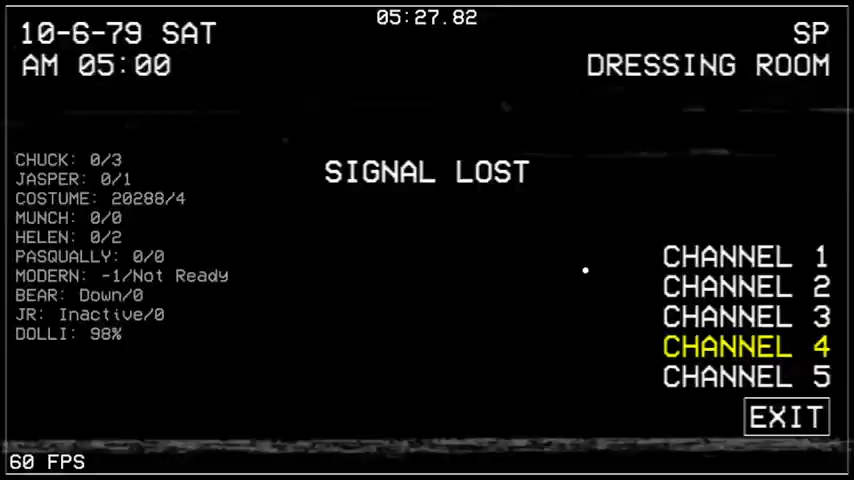 05:27.82
10-6-79 SAT
AM 05:00
SP
DRESSING ROOM
CHUCK: 0/3
JASPER: 0/1
COSTUME: 20288/4
MUNCH: 0/0
HELEN: 0/2
PASQUALLY: 0/0
MODERN: -1/Not Ready
BEAR: Down/0
JR: Inactive/0
DOLLI: 98%
SIGNAL LOST
CHANNEL 1
CHANNEL 2
CHANNEL 3
CHANNEL 4
CHANNEL 5
EXIT
60 FPS